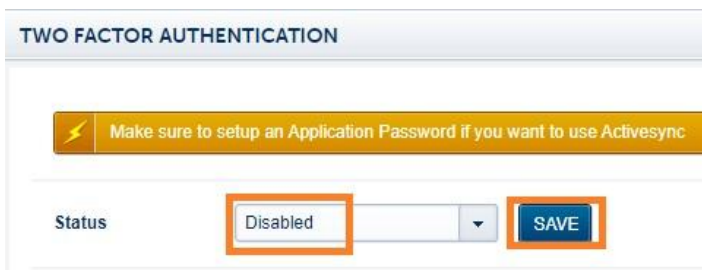 TWO FACTOR AUTHENTICATION
Make sure to setup an Application Password if you want to use Activesync
Status Disabled SAVE